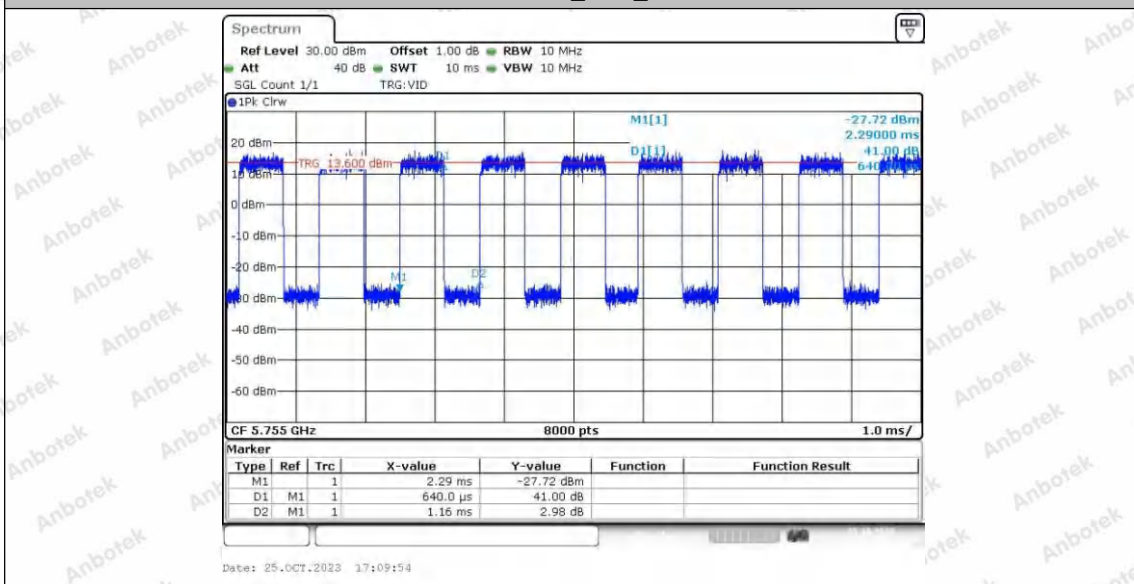 Spectrum
Ref Level 30.00 dBm Offset 1.00 dB RBW 10 MHz
Att 40 dB SWT 10 ms VBW 10 MHz
SGL Count 1/1 TRG:VID
1Pk Clrw
M1[1] -27.72 dBm
2.29000 ms
D1[1] 41.00 dB
20 dBm
TRG 13.600 dBm
D1
10 dBm
0 dBm
-10 dBm
-20 dBm
M1 D2
-30 dBm
-40 dBm
-50 dBm
-60 dBm
CF 5.755 GHz 8000 pts 1.0 ms/
Marker
Type Ref Trc X-value Y-value Function Function Result
M1 1 2.29 ms -27.72 dBm
D1 M1 1 640.0 µs 41.00 dB
D2 M1 1 1.16 ms 2.98 dB
Date: 25.OCT.2023 17:09:54
Anbotek